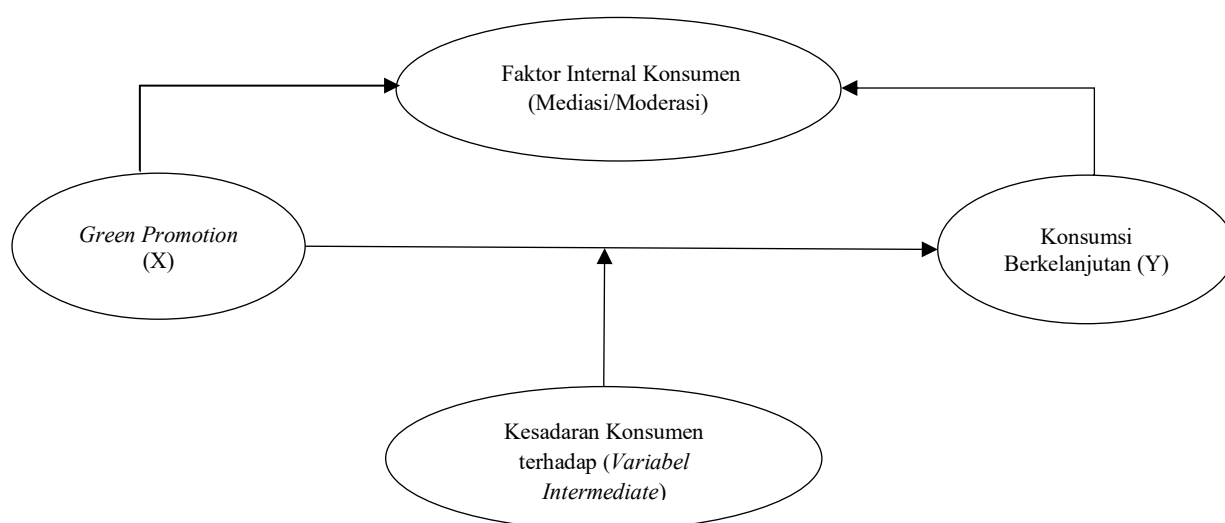 Faktor Internal Konsumen
(Mediasi/Moderasi)
Green Promotion
(X)
Konsumsi
Berkelanjutan (Y)
Kesadaran Konsumen
terhadap (Variabel
Intermediate)